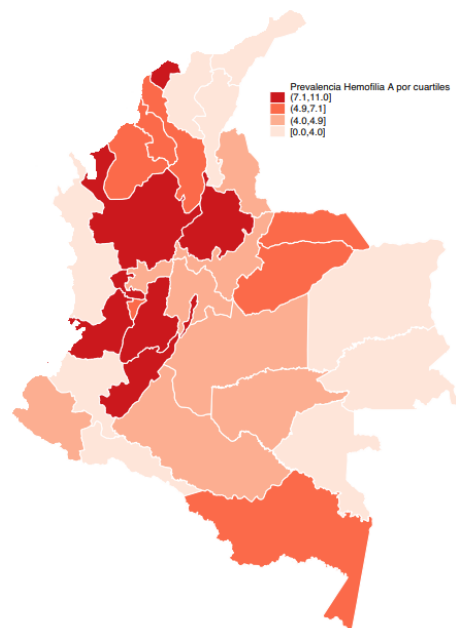 Prevalencia Hemofilia A por cuartiles
(7.1,11.0]
(4.9,7.1]
(4.0,4.9]
[0.0,4.0]